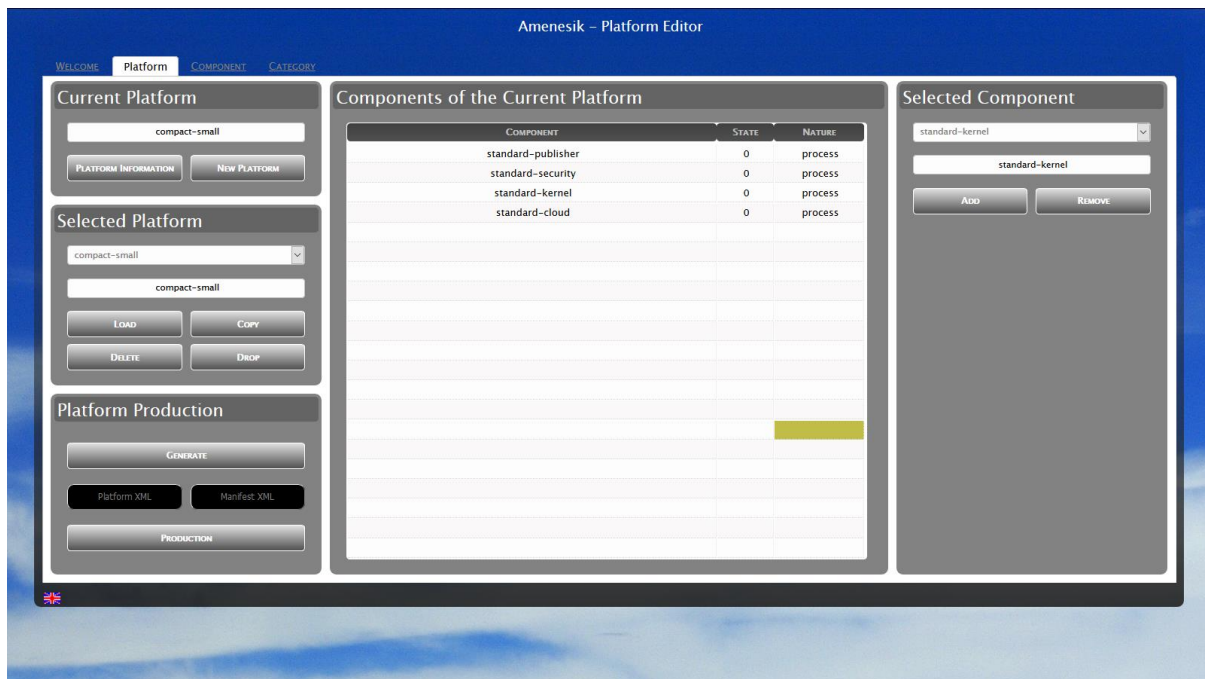 Amenesik – Platform Editor
WELCOME Platform COMPONENT CATEGORY
Current Platform
compact-small
PLATFORM INFORMATION NEW PLATFORM
Selected Platform
compact-small
compact-small
LOAD COPY
DELETE DROP
Platform Production
GENERATE
Platform XML Manifest XML
PRODUCTION
Components of the Current Platform
COMPONENT STATE NATURE
standard-publisher 0 process
standard-security 0 process
standard-kernel 0 process
standard-cloud 0 process
Selected Component
standard-kernel
standard-kernel
ADD REMOVE